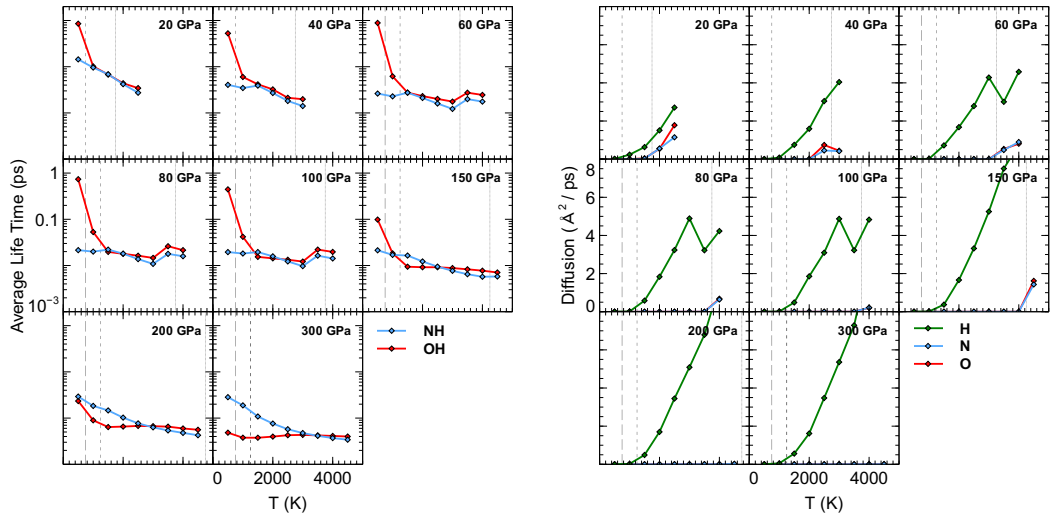 20 GPa
40 GPa
60 GPa
80 GPa
100 GPa
150 GPa
200 GPa
300 GPa
Average Life Time (ps)
1
0.1
10⁻³
2000
4000
T (K)
NH
OH
20 GPa
40 GPa
60 GPa
80 GPa
100 GPa
150 GPa
200 GPa
300 GPa
Diffusion (Å² / ps)
8
6
4
2
0
0
2000
4000
T (K)
H
N
O